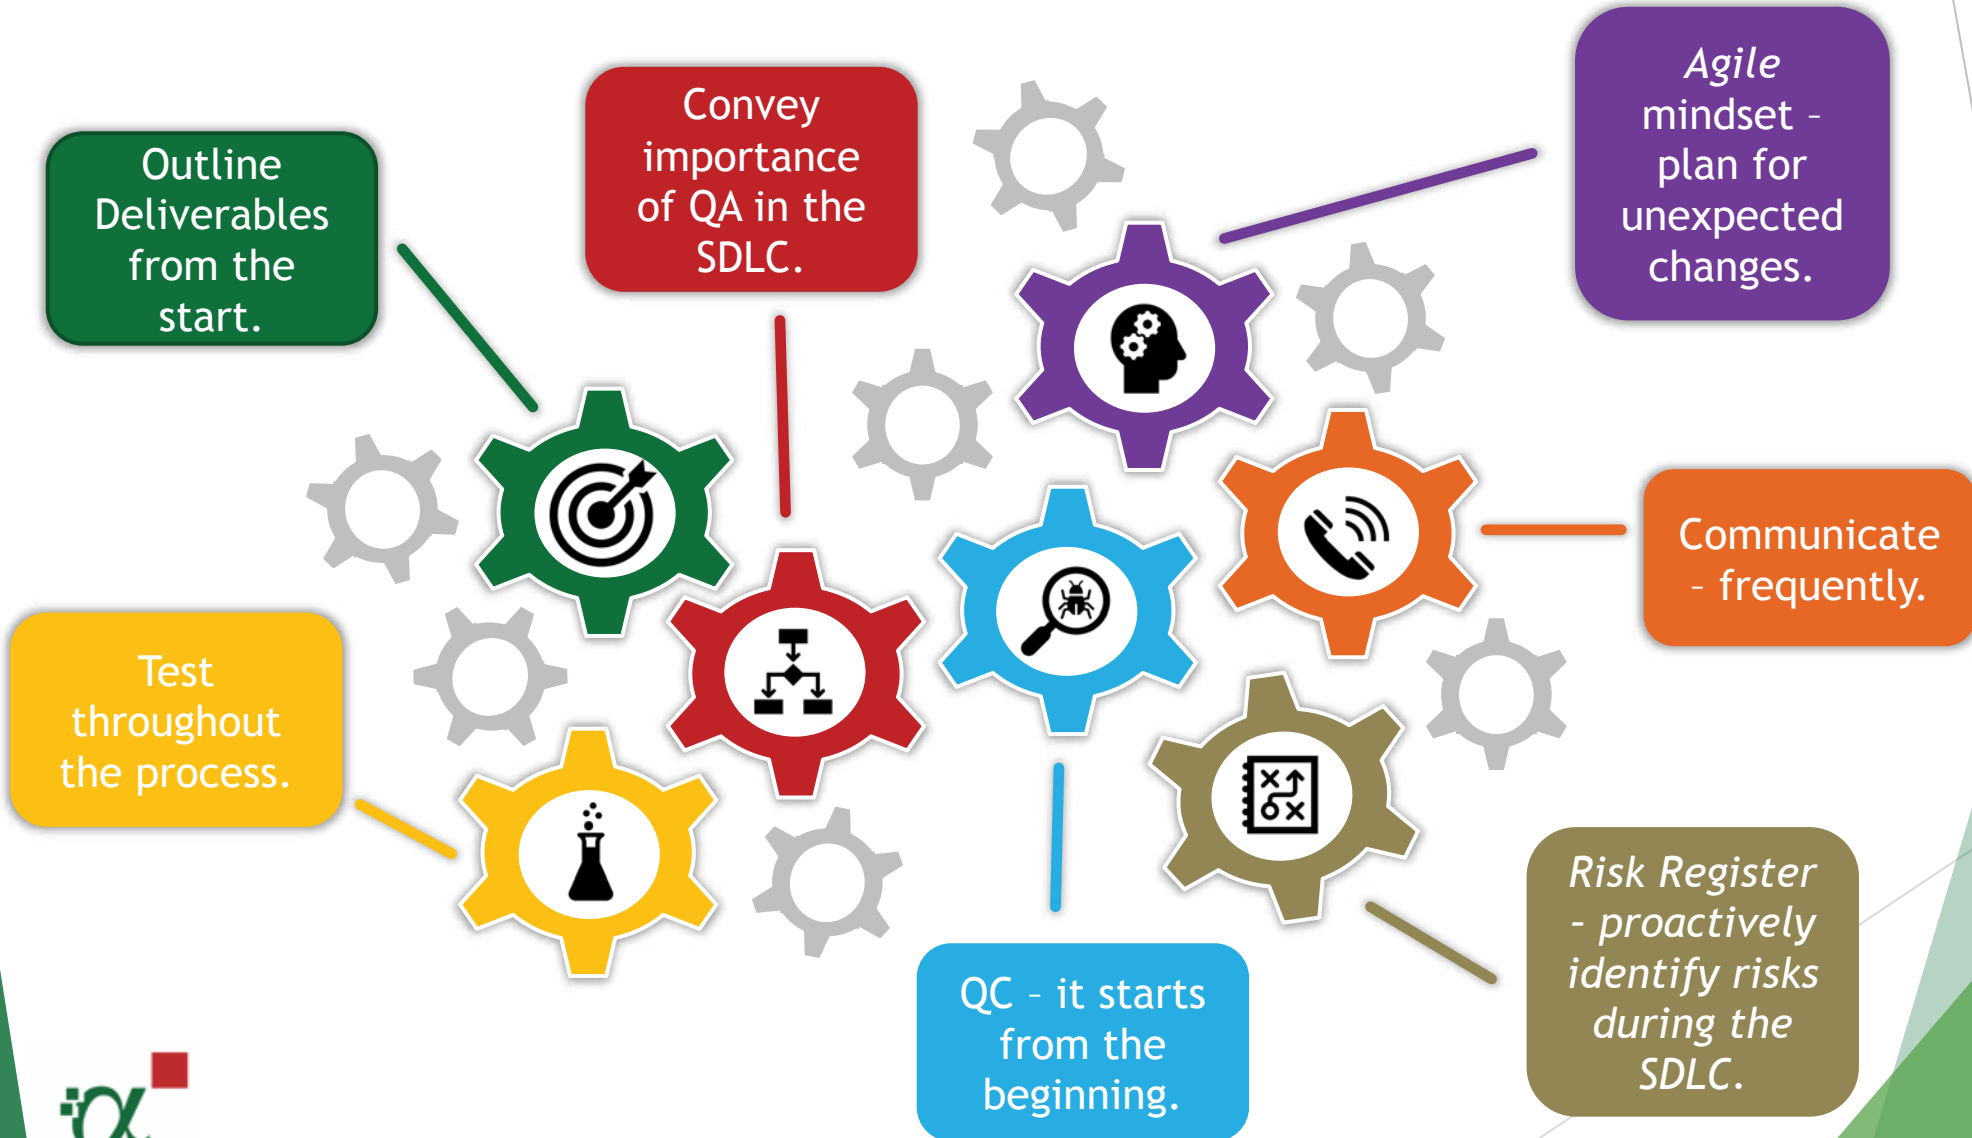 Outline
Deliverables
from the
start.
Convey
importance
of QA in the
SDLC.
Agile
mindset –
plan for
unexpected
changes.
Communicate
– frequently.
Test
throughout
the process.
QC – it starts
from the
beginning.
Risk Register
– proactively
identify risks
during the
SDLC.